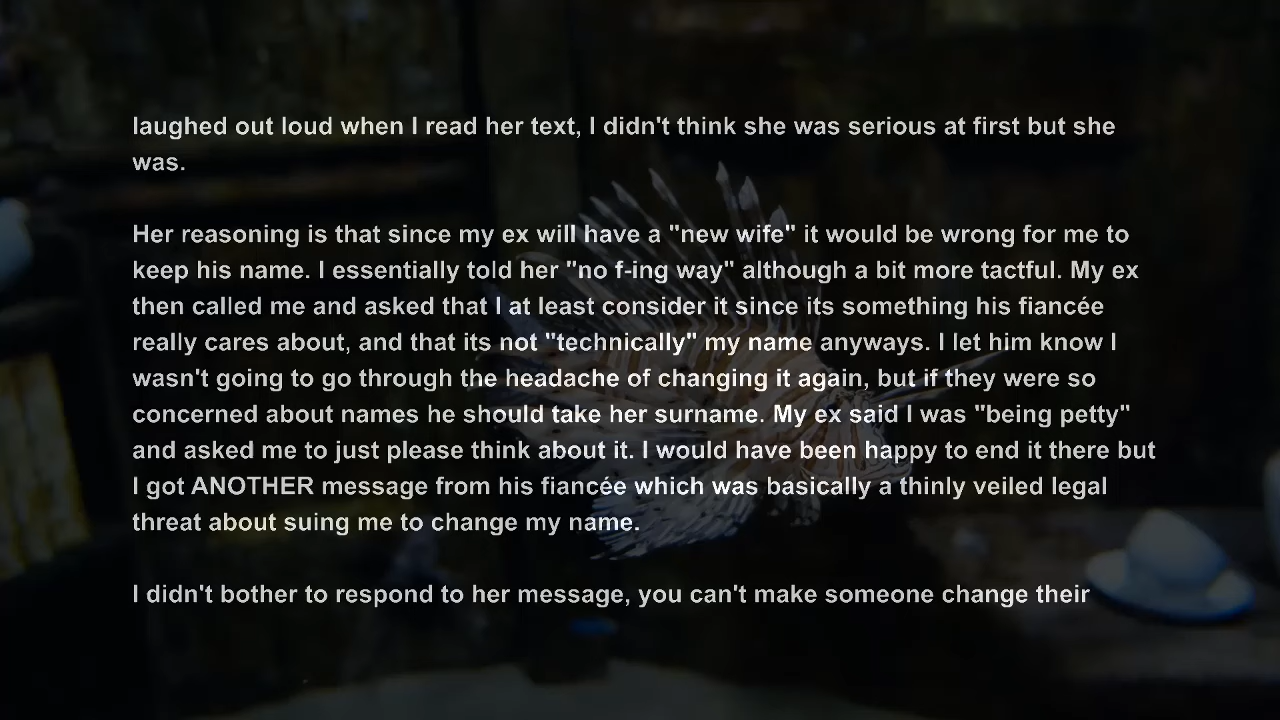 laughed out loud when I read her text, I didn't think she was serious at first but she
was.
Her reasoning is that since my ex will have a "new wife" it would be wrong for me to
keep his name. I essentially told her "no f-ing way" although a bit more tactful. My ex
then called me and asked that I at least consider it since its something his fiancée
really cares about, and that its not "technically" my name anyways. I let him know I
wasn't going to go through the headache of changing it again, but if they were so
concerned about names he should take her surname. My ex said I was "being petty"
and asked me to just please think about it. I would have been happy to end it there but
I got ANOTHER message from his fiancée which was basically a thinly veiled legal
threat about suing me to change my name.
I didn't bother to respond to her message, you can't make someone change their